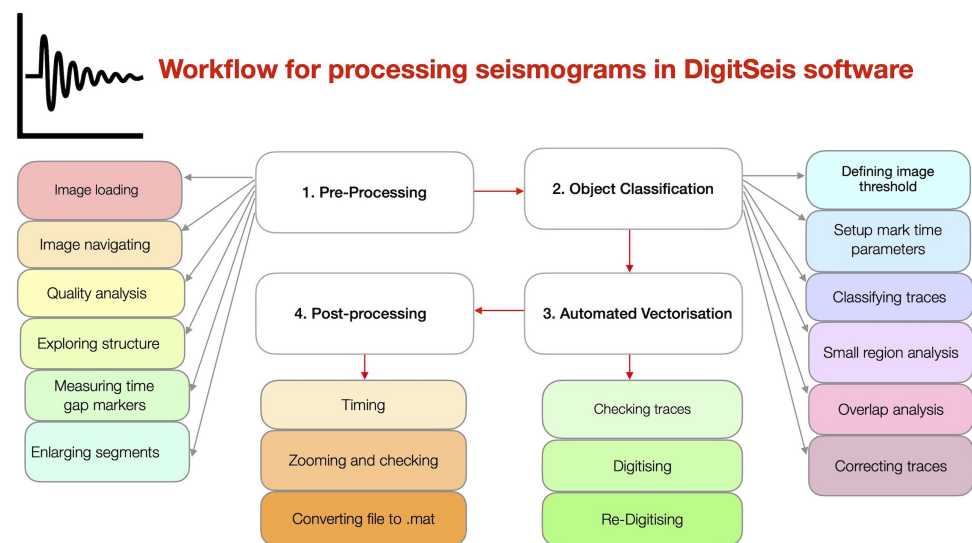 Workflow for processing seismograms in DigitSeis software
1. Pre-Processing
2. Object Classification
3. Automated Vectorisation
4. Post-processing
Image loading
Image navigating
Quality analysis
Exploring structure
Measuring time
gap markers
Enlarging segments
Defining image
threshold
Setup mark time
parameters
Classifying traces
Small region analysis
Overlap analysis
Correcting traces
Checking traces
Digitising
Re-Digitising
Timing
Zooming and checking
Converting file to .mat